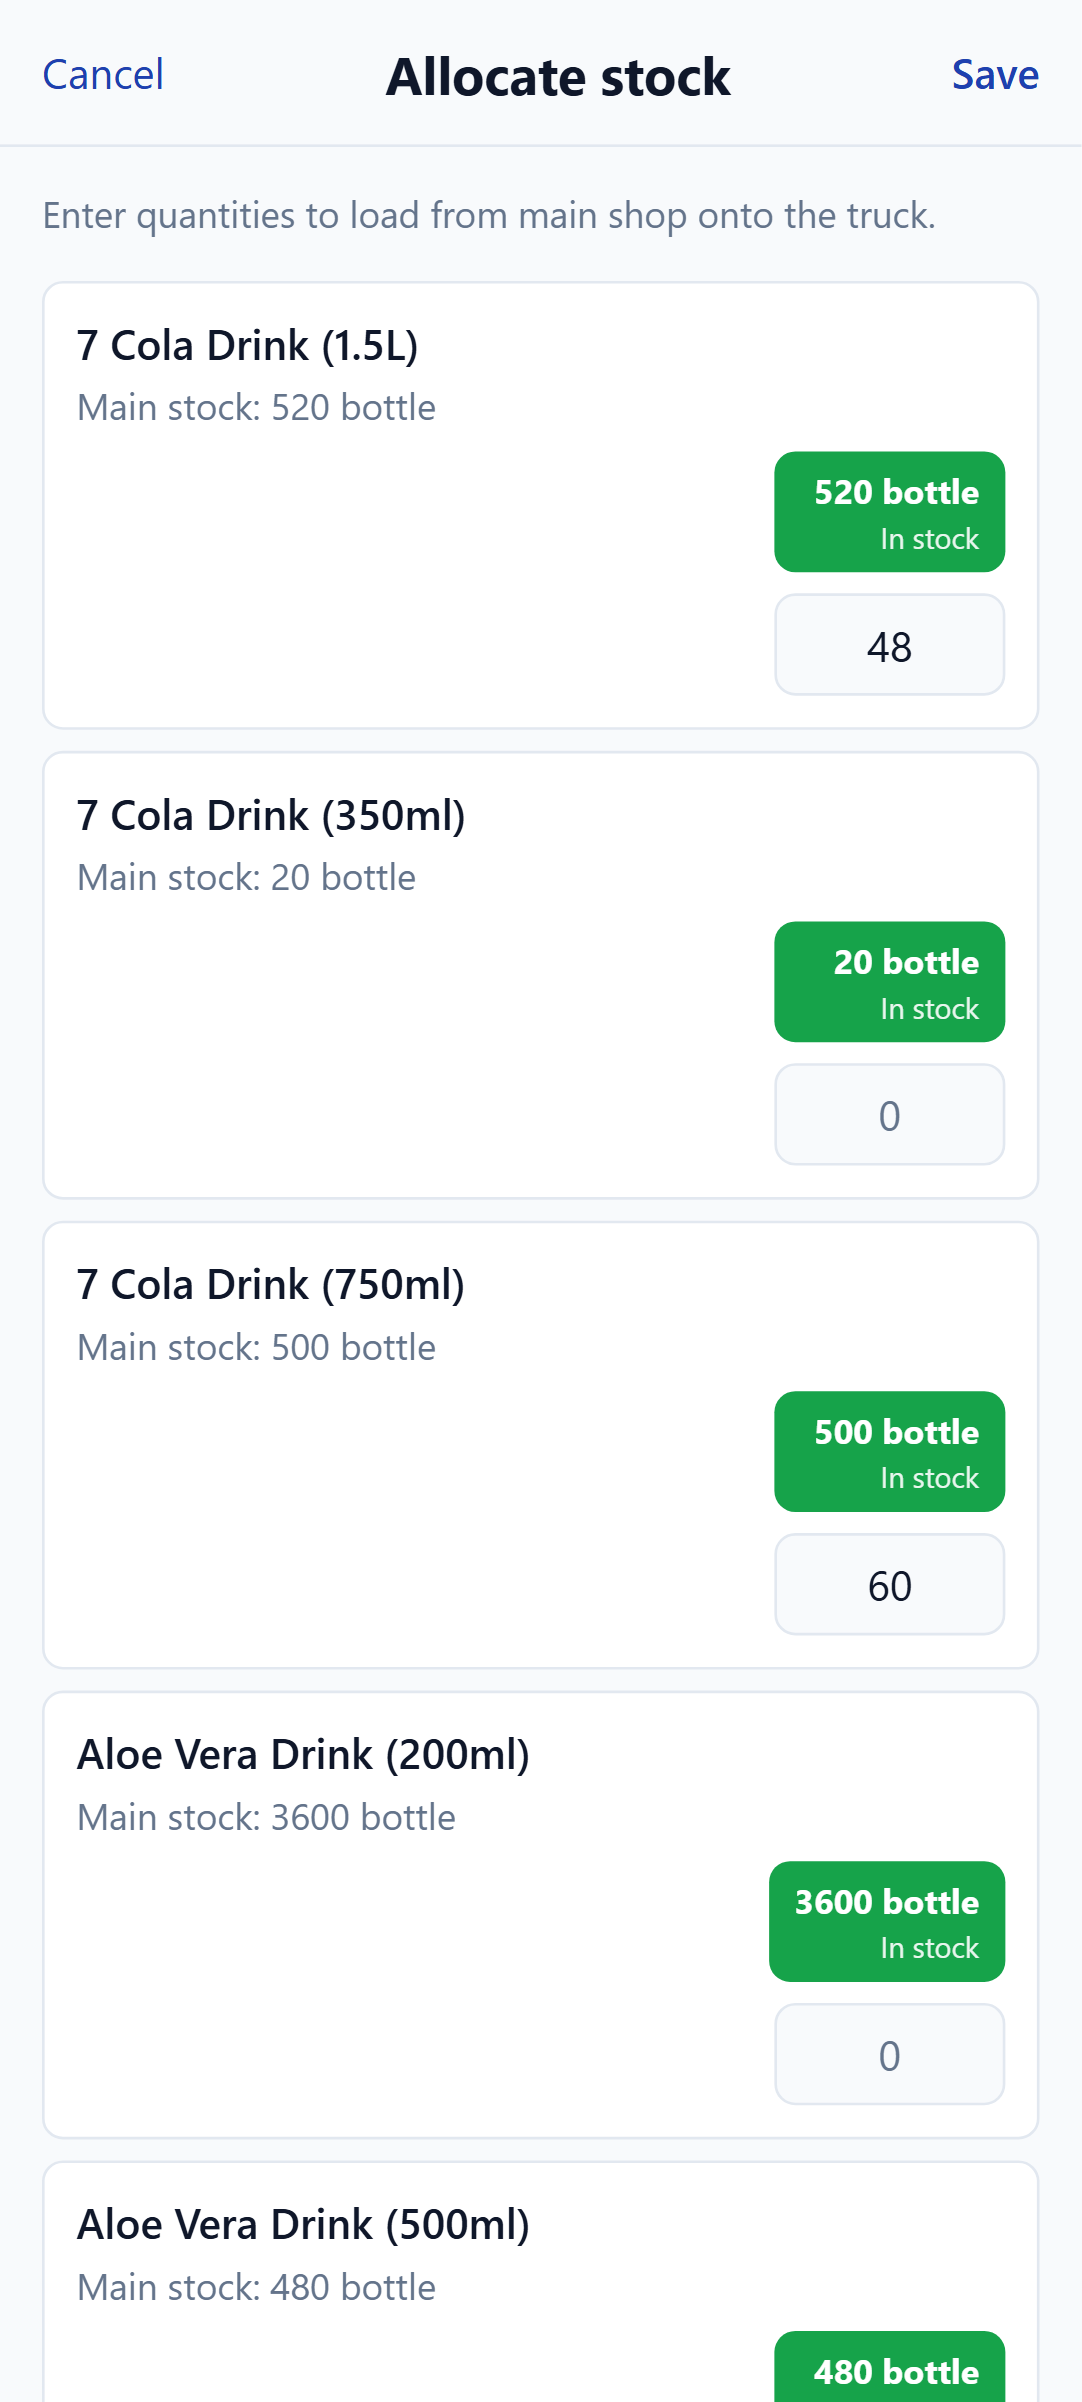 Cancel
Allocate stock
Save
Enter quantities to load from main shop onto the truck.
7 Cola Drink (1.5L)
Main stock: 520 bottle
520 bottle
In stock
48
7 Cola Drink (350ml)
Main stock: 20 bottle
20 bottle
In stock
0
7 Cola Drink (750ml)
Main stock: 500 bottle
500 bottle
In stock
60
Aloe Vera Drink (200ml)
Main stock: 3600 bottle
3600 bottle
In stock
0
Aloe Vera Drink (500ml)
Main stock: 480 bottle
480 bottle